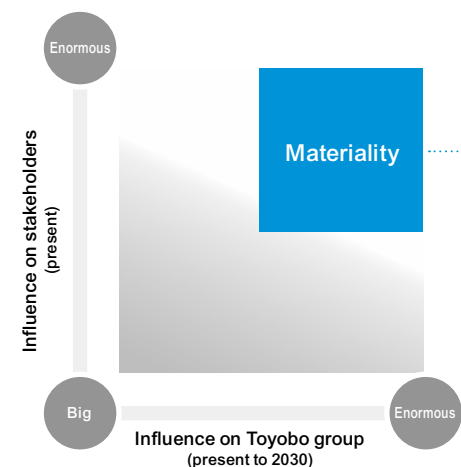 Enormous
Influence on stakeholders
(present)
Materiality
Big
Enormous
Influence on Toyobo group
(present to 2030)